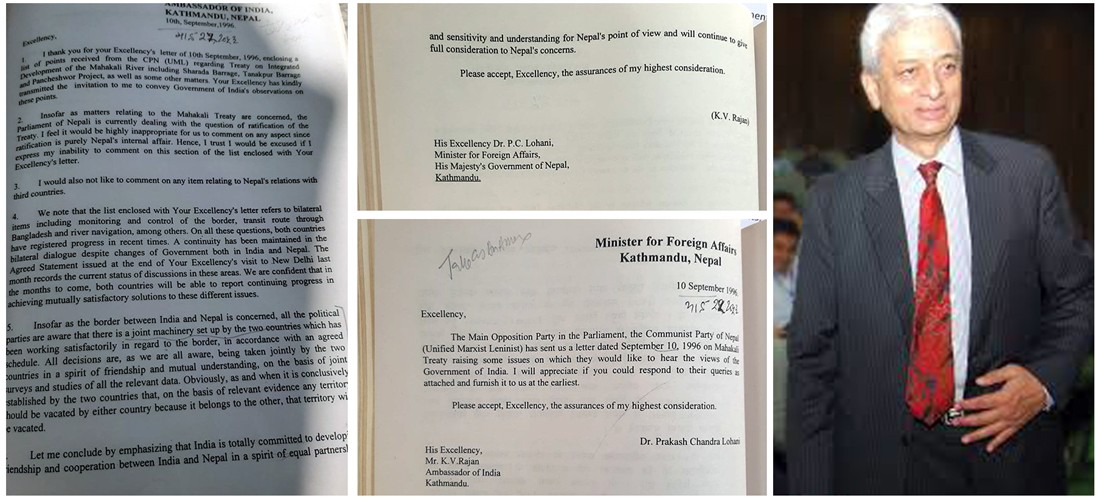 AMBASSADOR OF INDIA,
KATHMANDU, NEPAL
10th, September, 1996
Excellency,
1. I thank you for your Excellency's letter of 10th September, 1996, enclosing a
list of points received from the CPN (UML) regarding Treaty on Integrated
Development of the Mahakali River including Sharada Barrage, Tanakpur Barrage
and Pancheshwor Project, as well as some other matters. Your Excellency has kindly
transmitted the invitation to me to convey Government of India's observations on
these points.
2. Insofar as matters relating to the Mahakali Treaty are concerned, the
Parliament of Nepali is currently dealing with the question of ratification of the
Treaty. I feel it would be highly inappropriate for us to comment on any aspect since
ratification is purely Nepal's internal affair. Hence, I trust I would be excused if I
express my inability to comment on this section of the list enclosed with Your
Excellency's letter.
3. I would also not like to comment on any item relating to Nepal's relations with
third countries.
4. We note that the list enclosed with Your Excellency's letter refers to bilateral
items including monitoring and control of the border, transit route through
Bangladesh and river navigation, among others. On all these questions, both countries
have registered progress in recent times. A continuity has been maintained in the
bilateral dialogue despite changes of Government both in India and Nepal. The
Agreed Statement issued at the end of Your Excellency's visit to New Delhi last
month records the current status of discussions in these areas. We are confident that in
the months to come, both countries will be able to report continuing progress in
achieving mutually satisfactory solutions to these different issues.
5. Insofar as the border between India and Nepal is concerned, all the political
parties are aware that there is a joint machinery set up by the two countries which has
been working satisfactorily in regard to the border, in accordance with an agreed
schedule. All decisions are, as we are all aware, being taken jointly by the two
countries in a spirit of friendship and mutual understanding, on the basis of joint
surveys and studies of all the relevant data. Obviously, as and when it is conclusively
established by the two countries that, on the basis of relevant evidence any territor
hould be vacated by either country because it belongs to the other, that territory wi
e vacated.
Let me conclude by emphasizing that India is totally committed to developi
iendship and cooperation between India and Nepal in a spirit of equal partnersh
and sensitivity and understanding for Nepal's point of view and will continue to give
full consideration to Nepal's concerns.
Please accept, Excellency, the assurances of my highest consideration.
(K.V. Rajan)
His Excellency Dr. P.C. Lohani,
Minister for Foreign Affairs,
His Majesty's Government of Nepal,
Kathmandu.
Minister for Foreign Affairs
Kathmandu, Nepal
10 September 1996
Excellency,
The Main Opposition Party in the Parliament, the Communist Party of Nepal
(Unified Marxist Leninist) has sent us a letter dated September 10, 1996 on Mahakali
Treaty raising some issues on which they would like to hear the views of the
Government of India. I will appreciate if you could respond to their queries as
attached and furnish it to us at the earliest.
Please accept, Excellency, the assurances of my highest consideration.
Dr. Prakash Chandra Lohani
His Excellency,
Mr. K.V.Rajan
Ambassador of India
Kathmandu.